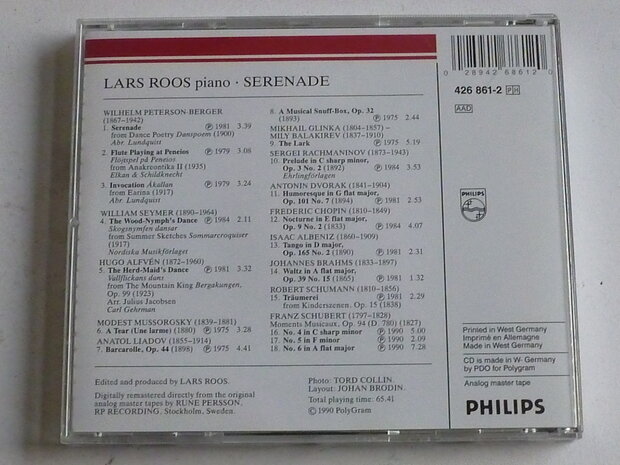 LARS ROOS piano · SERENADE
WILHELM PETERSON-BERGER
(1867–1942)
1. Serenade ℗ 1981 3.39
from Dance Poetry Danspoem (1900)
Arr. Lundquist
2. Flute Playing at Peneios ℗ 1979 3.08
Flöjtspel på Peneios
from Anakreontika II (1935)
Elkan & Schildknecht
3. Invocation Åkallan ℗ 1979 3.24
from Earina (1917)
Abr. Lundquist
WILLIAM SEYMER (1890–1964)
4. The Wood-Nymph's Dance ℗ 1984 2.11
Skogsnymfen dansar
from Summer Sketches Sommarcroquiser
(1917)
Nordiska Musikförlaget
HUGO ALFVÉN (1872–1960)
5. The Herd-Maid's Dance ℗ 1981 3.32
Vallflickans dans
from The Mountain King Bergakungen,
Op. 99 (1923)
Arr. Julius Jacobsen
Carl Gehrman
MODEST MUSSORGSKY (1839–1881)
6. A Tear (Une larme) (1880) ℗ 1975 3.28
ANATOL LIADOV (1855–1914)
7. Barcarolle, Op. 44 (1898) ℗ 1975 4.41
8. A Musical Snuff-Box, Op. 32
(1893) ℗ 1975 2.44
MIKHAIL GLINKA (1804–1857) –
MILY BALAKIREV (1837–1910)
9. The Lark ℗ 1975 5.19
SERGEI RACHMANINOV (1873–1943)
10. Prelude in C sharp minor,
Op. 3 No. 2 (1892) ℗ 1984 3.53
Ehrlingförlagen
ANTONIN DVORAK (1841–1904)
11. Humoresque in G flat major,
Op. 101 No. 7 (1894) ℗ 1981 2.53
FREDERIC CHOPIN (1810–1849)
12. Nocturne in E flat major,
Op. 9 No. 2 (1833) ℗ 1984 4.07
ISAAC ALBENIZ (1860–1909)
13. Tango in D major,
Op. 165 No. 2 (1890) ℗ 1981 2.31
JOHANNES BRAHMS (1833–1897)
14. Waltz in A flat major,
Op. 39 No. 15 (1865) ℗ 1981 1.32
ROBERT SCHUMANN (1810–1856)
15. Träumerei ℗ 1981 2.29
from Kinderszenen, Op. 15 (1838)
FRANZ SCHUBERT (1797–1828)
Moments Musicaux, Op. 94 (D. 780) (1827)
16. No. 4 in C sharp minor ℗ 1990 5.00
17. No. 5 in F minor ℗ 1990 2.09
18. No. 6 in A flat major ℗ 1990 7.28
Edited and produced by LARS ROOS.
Digitally remastered directly from the original
analog master tapes by RUNE PERSSON,
RP RECORDING, Stockholm, Sweden.
Photo: TORD COLLIN.
Layout: JOHAN BRODIN.
Total playing time: 65.41
© 1990 PolyGram
0 28942 68612 0
426 861-2 PH
AAD
PHILIPS
Printed in West Germany
Imprimé en Allemagne
Made in West Germany
CD is made in W- Germany
by PDO for Polygram
Analog master tape
PHILIPS